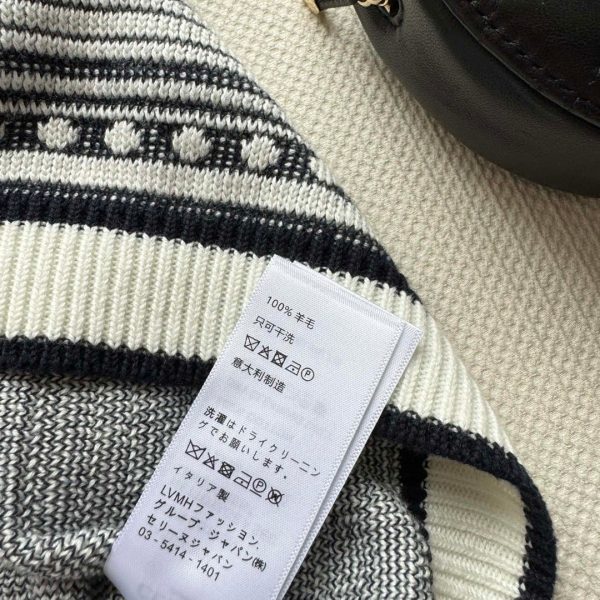 100% 羊毛
只可干洗
意大利制造
洗濯はドライクリーニン
グでお願いします。
イタリア製
LVMHファッション.
グループ・ジャパン㈱
セリーヌジャパン
03-5414-1401